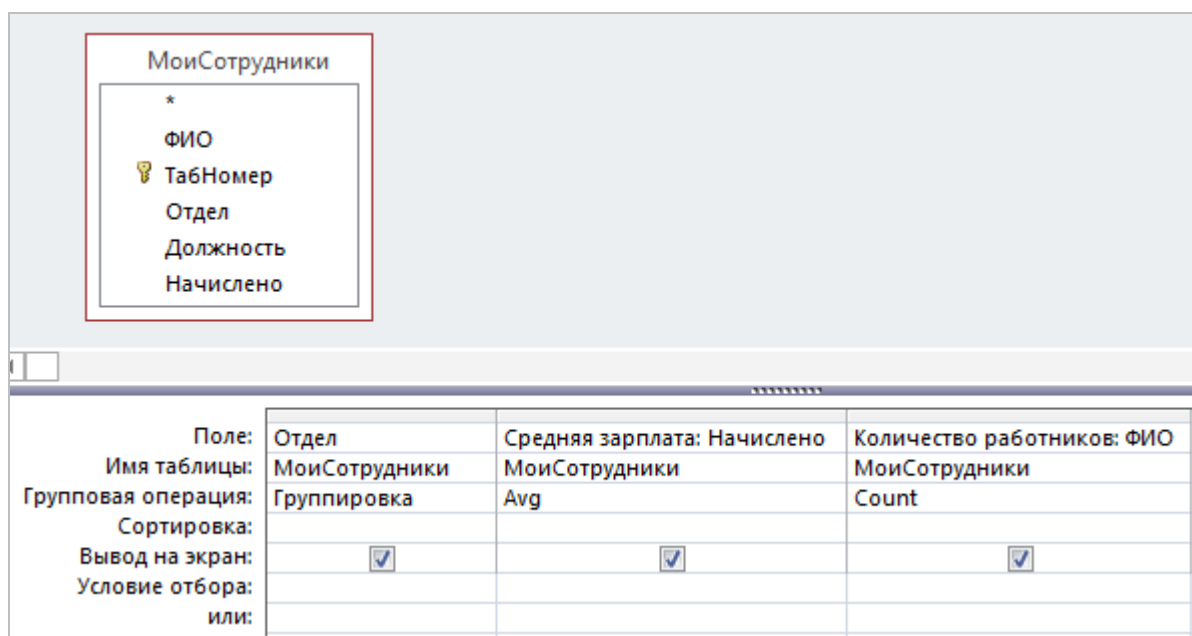 МоиСотрудники
*
ФИО
ТабНомер
Отдел
Должность
Начислено
Поле: Отдел Средняя зарплата: Начислено Количество работников: ФИО
Имя таблицы: МоиСотрудники МоиСотрудники МоиСотрудники
Групповая операция: Группировка Avg Count
Сортировка:
Вывод на экран:
Условие отбора:
или: